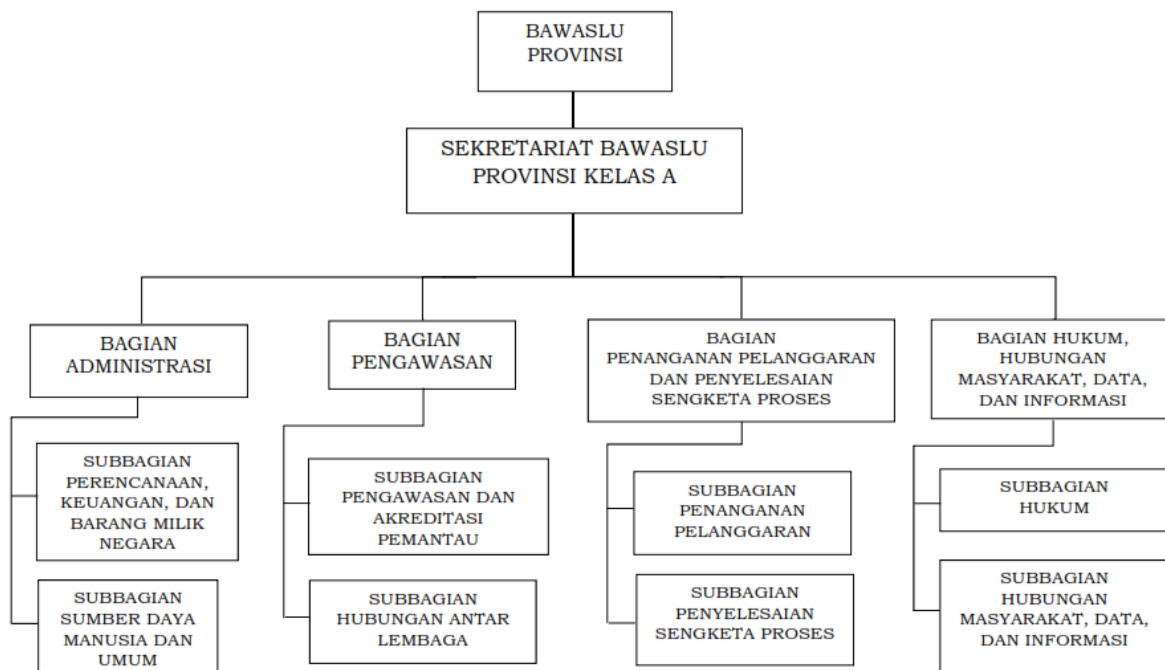 BAWASLU
PROVINSI
SEKRETARIAT BAWASLU
PROVINSI KELAS A
BAGIAN
ADMINISTRASI
BAGIAN
PENGAWASAN
BAGIAN
PENANGANAN PELANGGARAN
DAN PENYELESAIAN
SENGKETA PROSES
BAGIAN HUKUM,
HUBUNGAN
MASYARAKAT, DATA,
DAN INFORMASI
SUBBAGIAN
PERENCANAAN,
KEUANGAN, DAN
BARANG MILIK
NEGARA
SUBBAGIAN
PENGAWASAN DAN
AKREDITASI
PEMANTAU
SUBBAGIAN
PENANGANAN
PELANGGARAN
SUBBAGIAN
HUKUM
SUBBAGIAN
SUMBER DAYA
MANUSIA DAN
UMUM
SUBBAGIAN
HUBUNGAN ANTAR
LEMBAGA
SUBBAGIAN
PENYELESAIAN
SENGKETA PROSES
SUBBAGIAN
HUBUNGAN
MASYARAKAT, DATA,
DAN INFORMASI